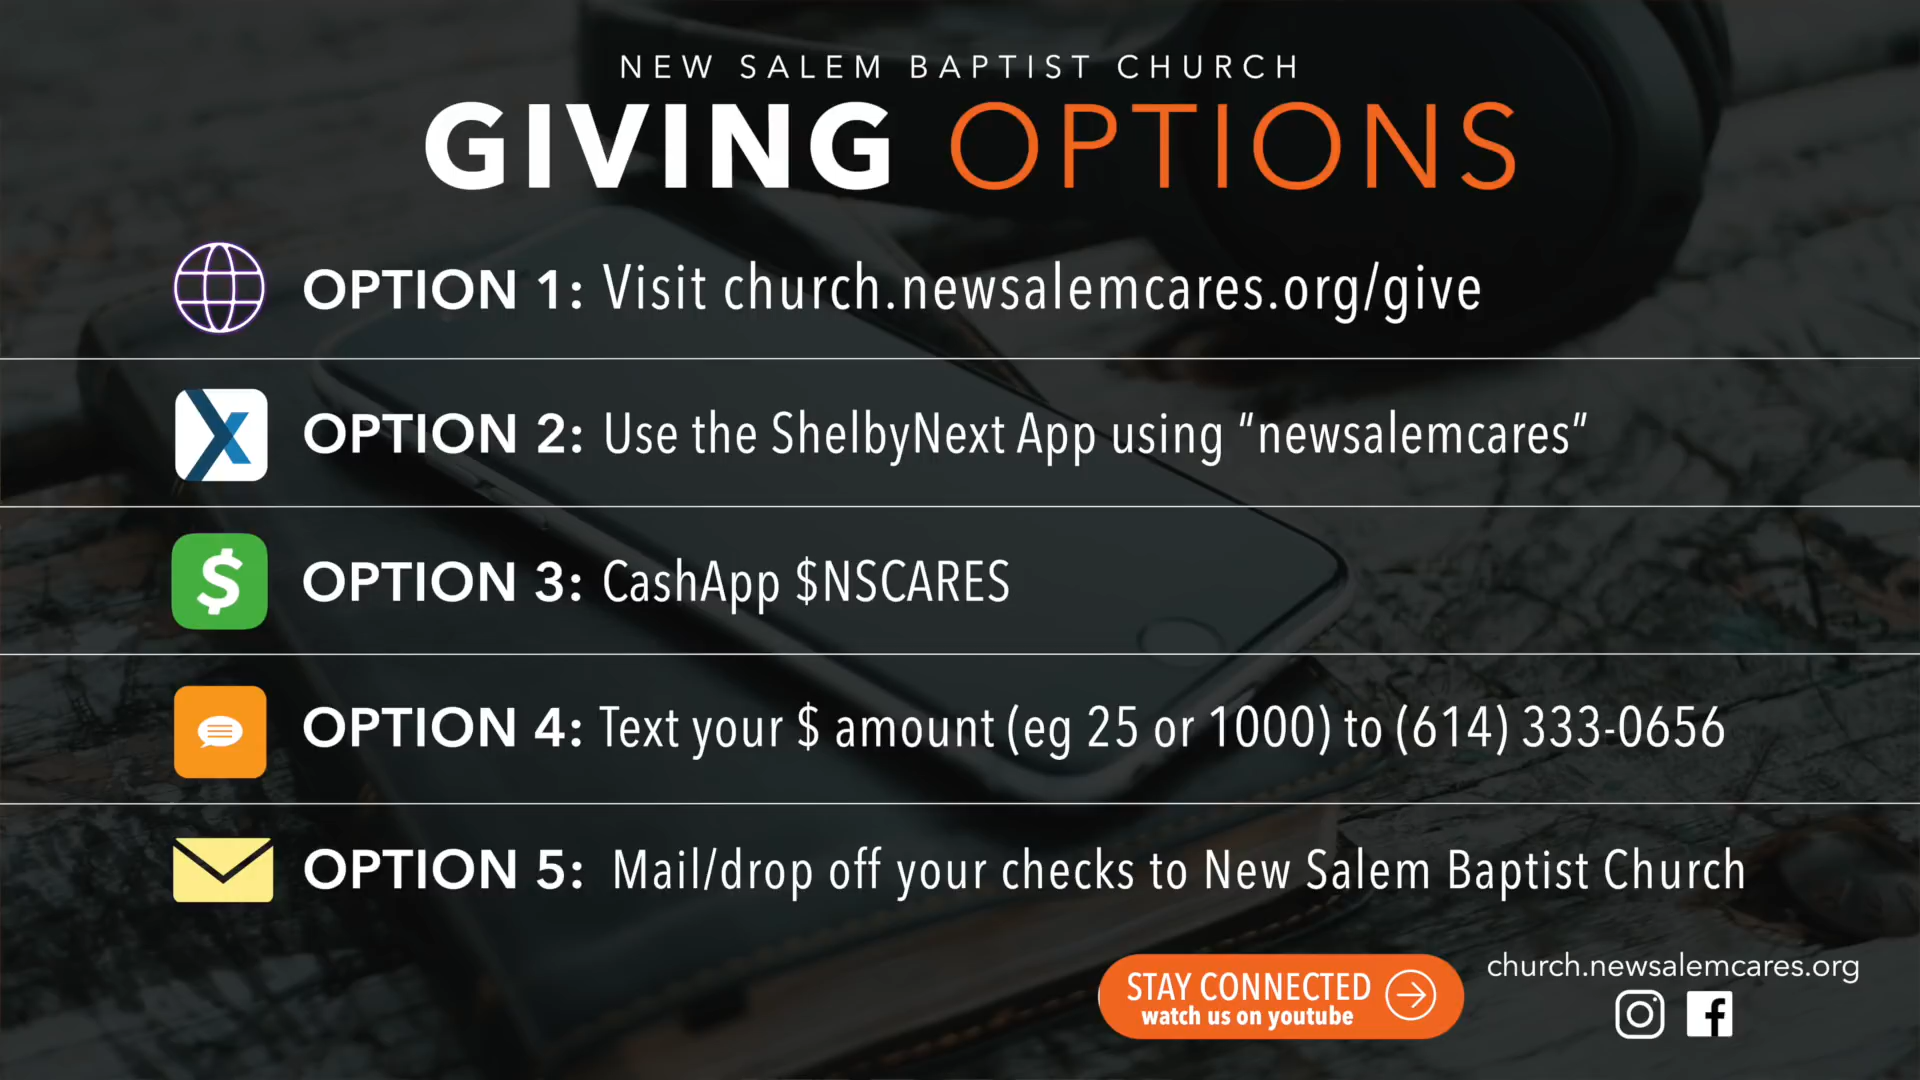 NEW SALEM BAPTIST CHURCH
GIVING OPTIONS
OPTION 1: Visit church.newsalemcares.org/give
OPTION 2: Use the ShelbyNext App using “newsalemcares”
OPTION 3: CashApp $NSCARES
OPTION 4: Text your $ amount (eg 25 or 1000) to (614) 333-0656
OPTION 5: Mail/drop off your checks to New Salem Baptist Church
STAY CONNECTED
watch us on youtube
church.newsalemcares.org